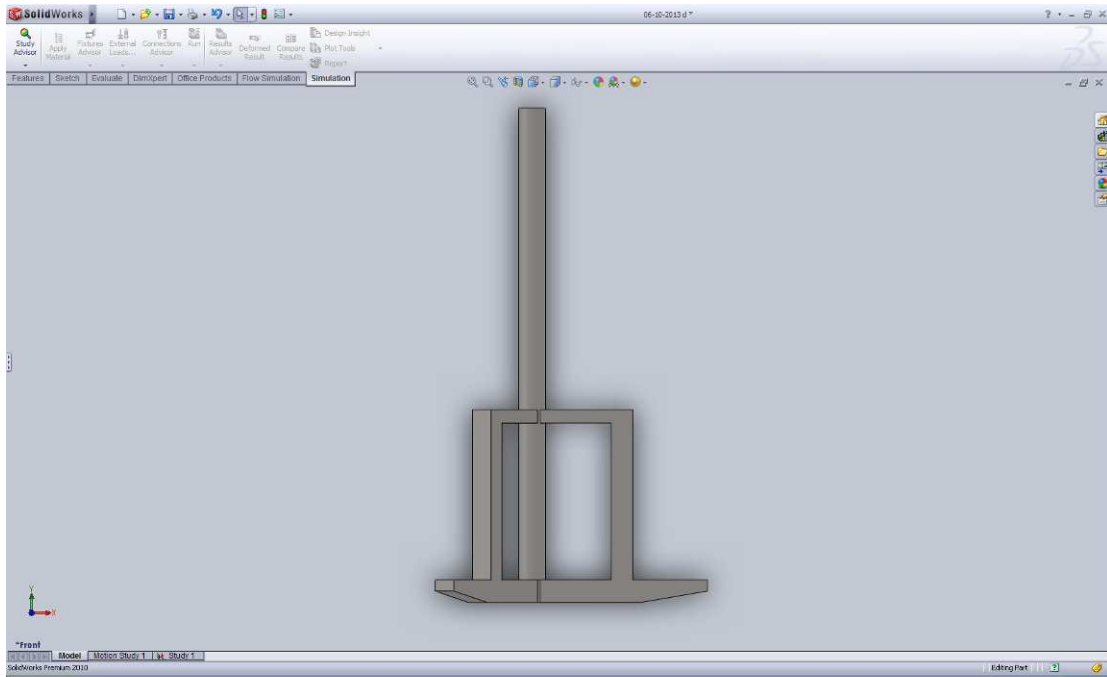 SolidWorks
06-10-2013 d *
Study Advisor
Apply Material
Fixtures Advisor
External Loads...
Connections Advisor
Run
Results Advisor
Deformed Result
Compare Results
Design Insight
Plot Tools
Report
Features Sketch Evaluate DimXpert Office Products Flow Simulation Simulation
Y
X
*Front
Model Motion Study 1 Study 1
SolidWorks Premium 2010
Editing Part